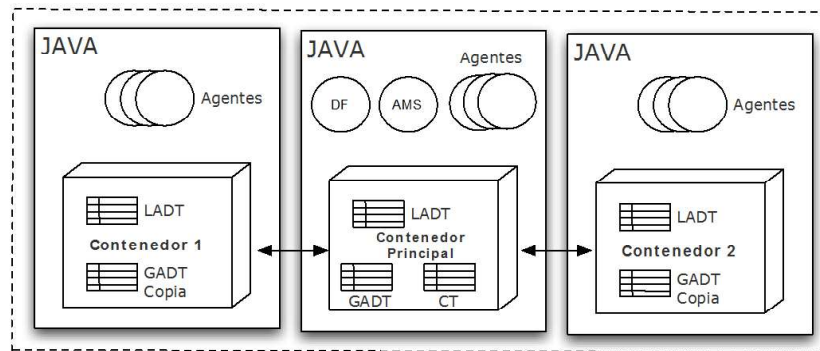 JAVA
Agentes
LADT
Contenedor 1
GADT
Copia
JAVA
Agentes
DF
AMS
LADT
Contenedor
Principal
GADT
CT
JAVA
Agentes
LADT
Contenedor 2
GADT
Copia